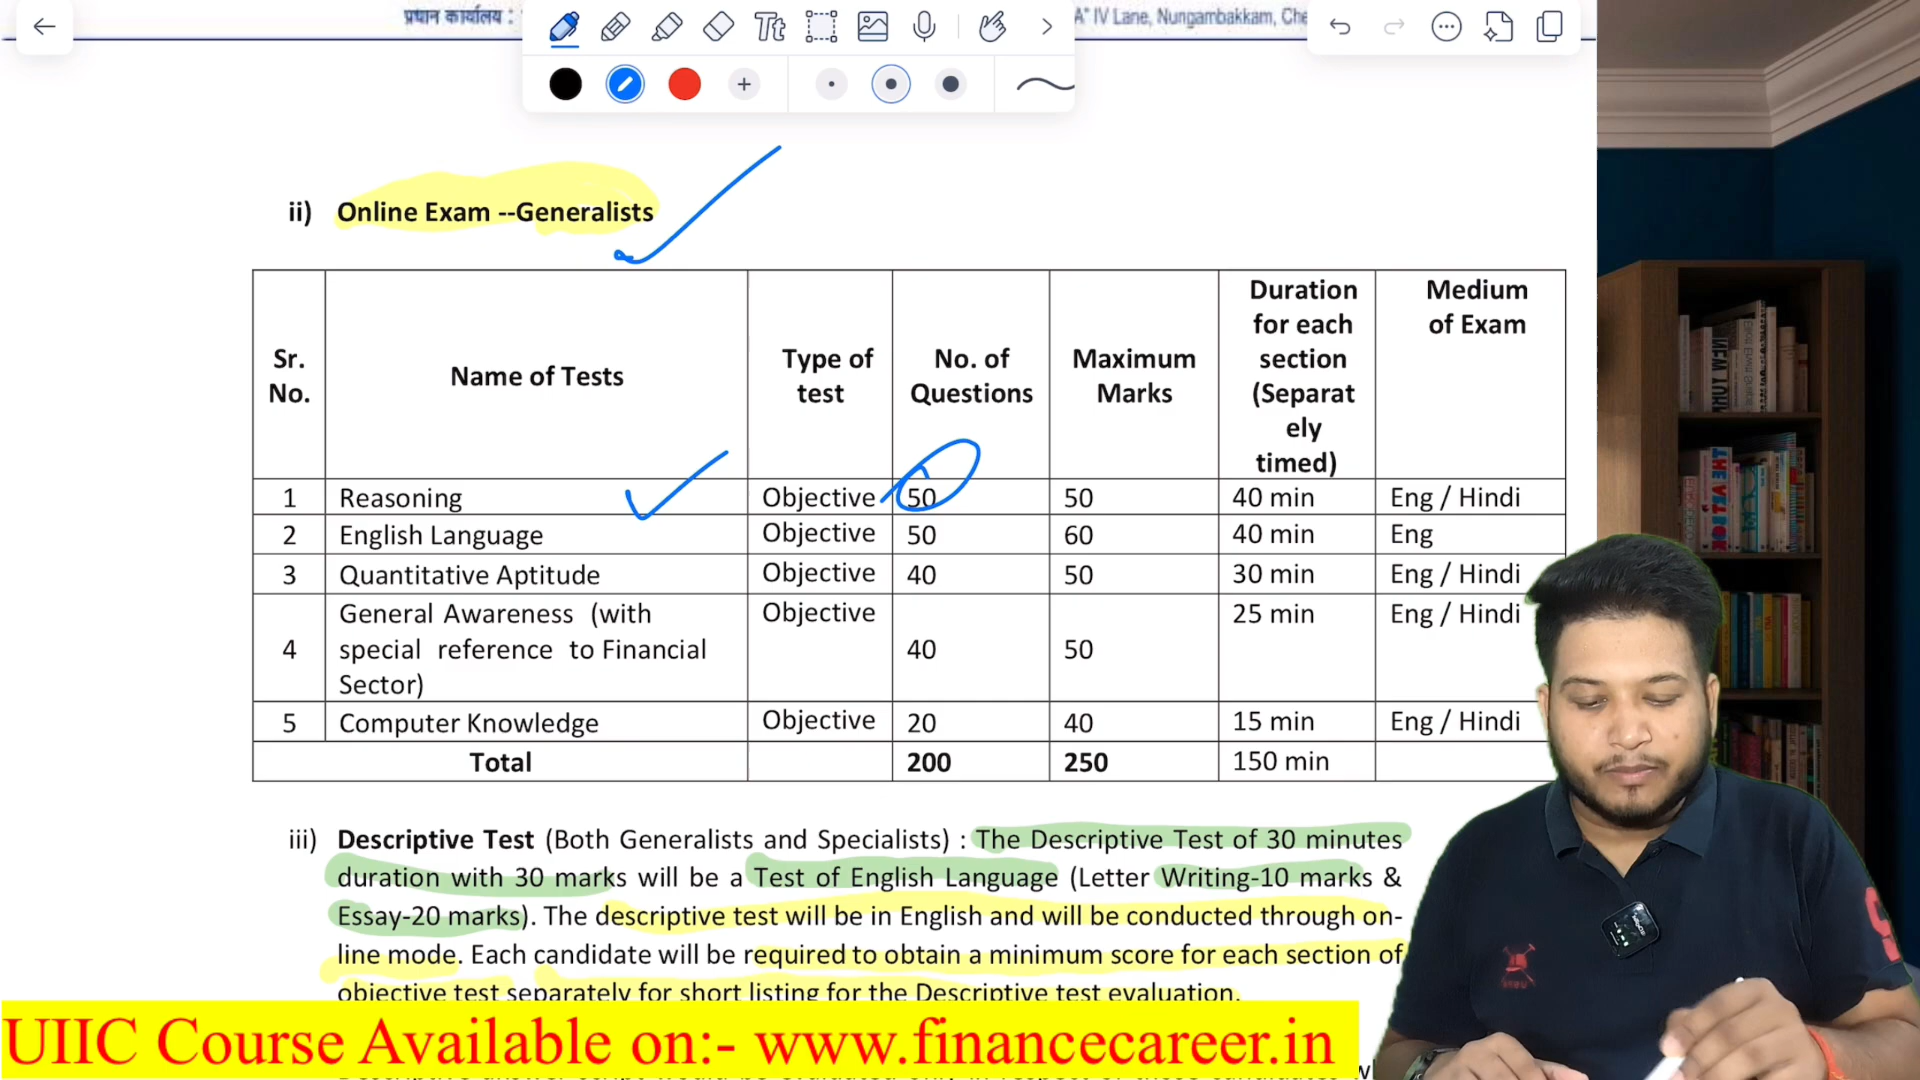 प्रधान कार्यालय :
A" IV Lane, Nungambakkam, Che
Tt
ii) Online Exam --Generalists
Sr. No. Name of Tests Type of test No. of Questions Maximum Marks Duration for each section (Separat ely timed) Medium of Exam
1 Reasoning Objective 50 50 40 min Eng / Hindi
2 English Language Objective 50 60 40 min Eng
3 Quantitative Aptitude Objective 40 50 30 min Eng / Hindi
4 General Awareness (with special reference to Financial Sector) Objective 40 50 25 min Eng / Hindi
5 Computer Knowledge Objective 20 40 15 min Eng / Hindi
Total 200 250 150 min
iii) Descriptive Test (Both Generalists and Specialists) : The Descriptive Test of 30 minutes
duration with 30 marks will be a Test of English Language (Letter Writing-10 marks &
Essay-20 marks). The descriptive test will be in English and will be conducted through on-
line mode. Each candidate will be required to obtain a minimum score for each section of
objective test separately for short listing for the Descriptive test evaluation.
UIIC Course Available on:- www.financecareer.in